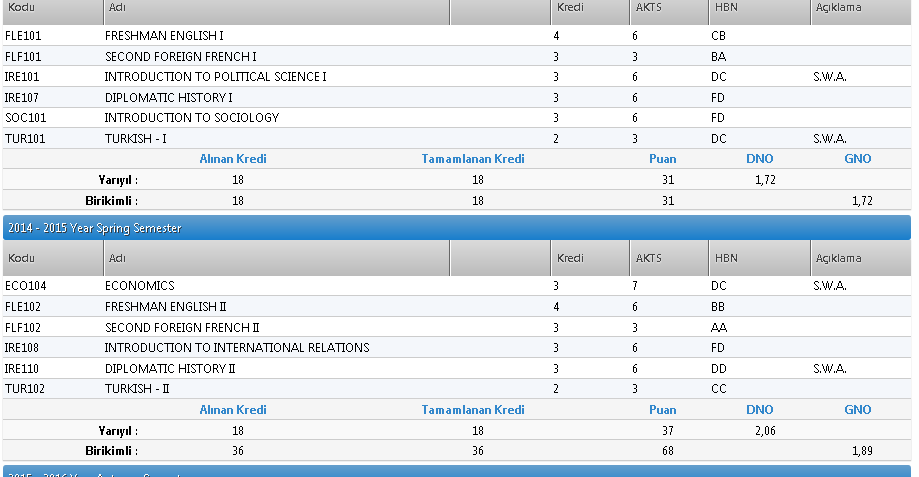 Kodu Adı Kredi AKTS HBN Açıklama
FLE101 FRESHMAN ENGLISH I 4 6 CB
FLF101 SECOND FOREIGN FRENCH I 3 3 BA
IRE101 INTRODUCTION TO POLITICAL SCIENCE I 3 6 DC S.W.A.
IRE107 DIPLOMATIC HISTORY I 3 6 FD
SOC101 INTRODUCTION TO SOCIOLOGY 3 6 FD
TUR101 TURKISH - I 2 3 DC S.W.A.
Alınan Kredi Tamamlanan Kredi Puan DNO GNO
Yarıyıl : 18 18 31 1,72
Birikimli : 18 18 31 1,72
2014 - 2015 Year Spring Semester
Kodu Adı Kredi AKTS HBN Açıklama
ECO104 ECONOMICS 3 7 DC S.W.A.
FLE102 FRESHMAN ENGLISH II 4 6 BB
FLF102 SECOND FOREIGN FRENCH II 3 3 AA
IRE108 INTRODUCTION TO INTERNATIONAL RELATIONS 3 6 FD
IRE110 DIPLOMATIC HISTORY II 3 6 DD S.W.A.
TUR102 TURKISH - II 2 3 CC
Alınan Kredi Tamamlanan Kredi Puan DNO GNO
Yarıyıl : 18 18 37 2,06
Birikimli : 36 36 68 1,89